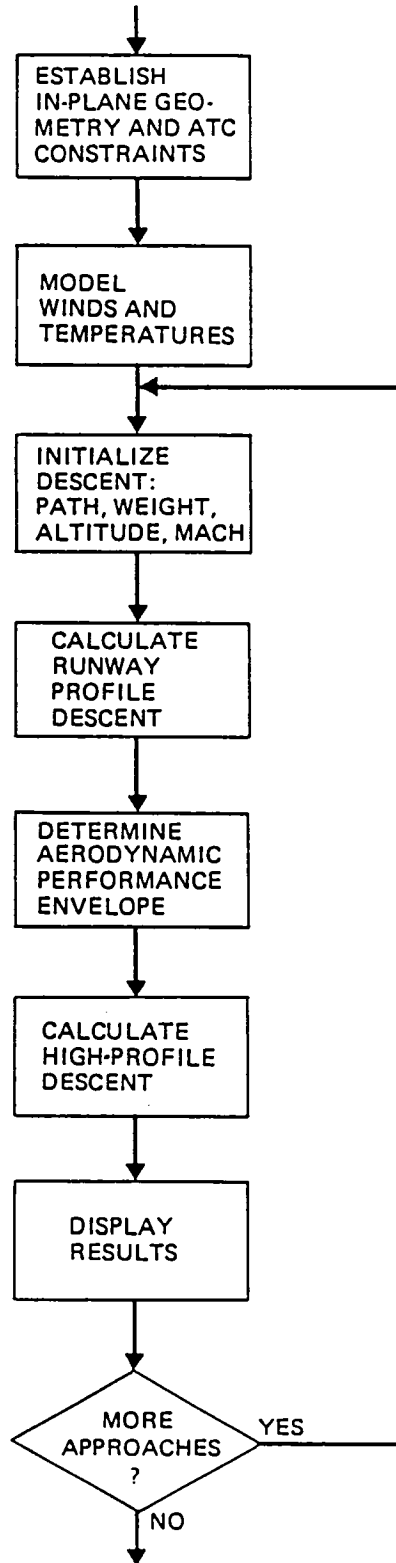 ESTABLISH
IN-PLANE GEO-
METRY AND ATC
CONSTRAINTS
MODEL
WINDS AND
TEMPERATURES
INITIALIZE
DESCENT:
PATH, WEIGHT,
ALTITUDE, MACH
CALCULATE
RUNWAY
PROFILE
DESCENT
DETERMINE
AERODYNAMIC
PERFORMANCE
ENVELOPE
CALCULATE
HIGH-PROFILE
DESCENT
DISPLAY
RESULTS
MORE
APPROACHES
?
YES
NO